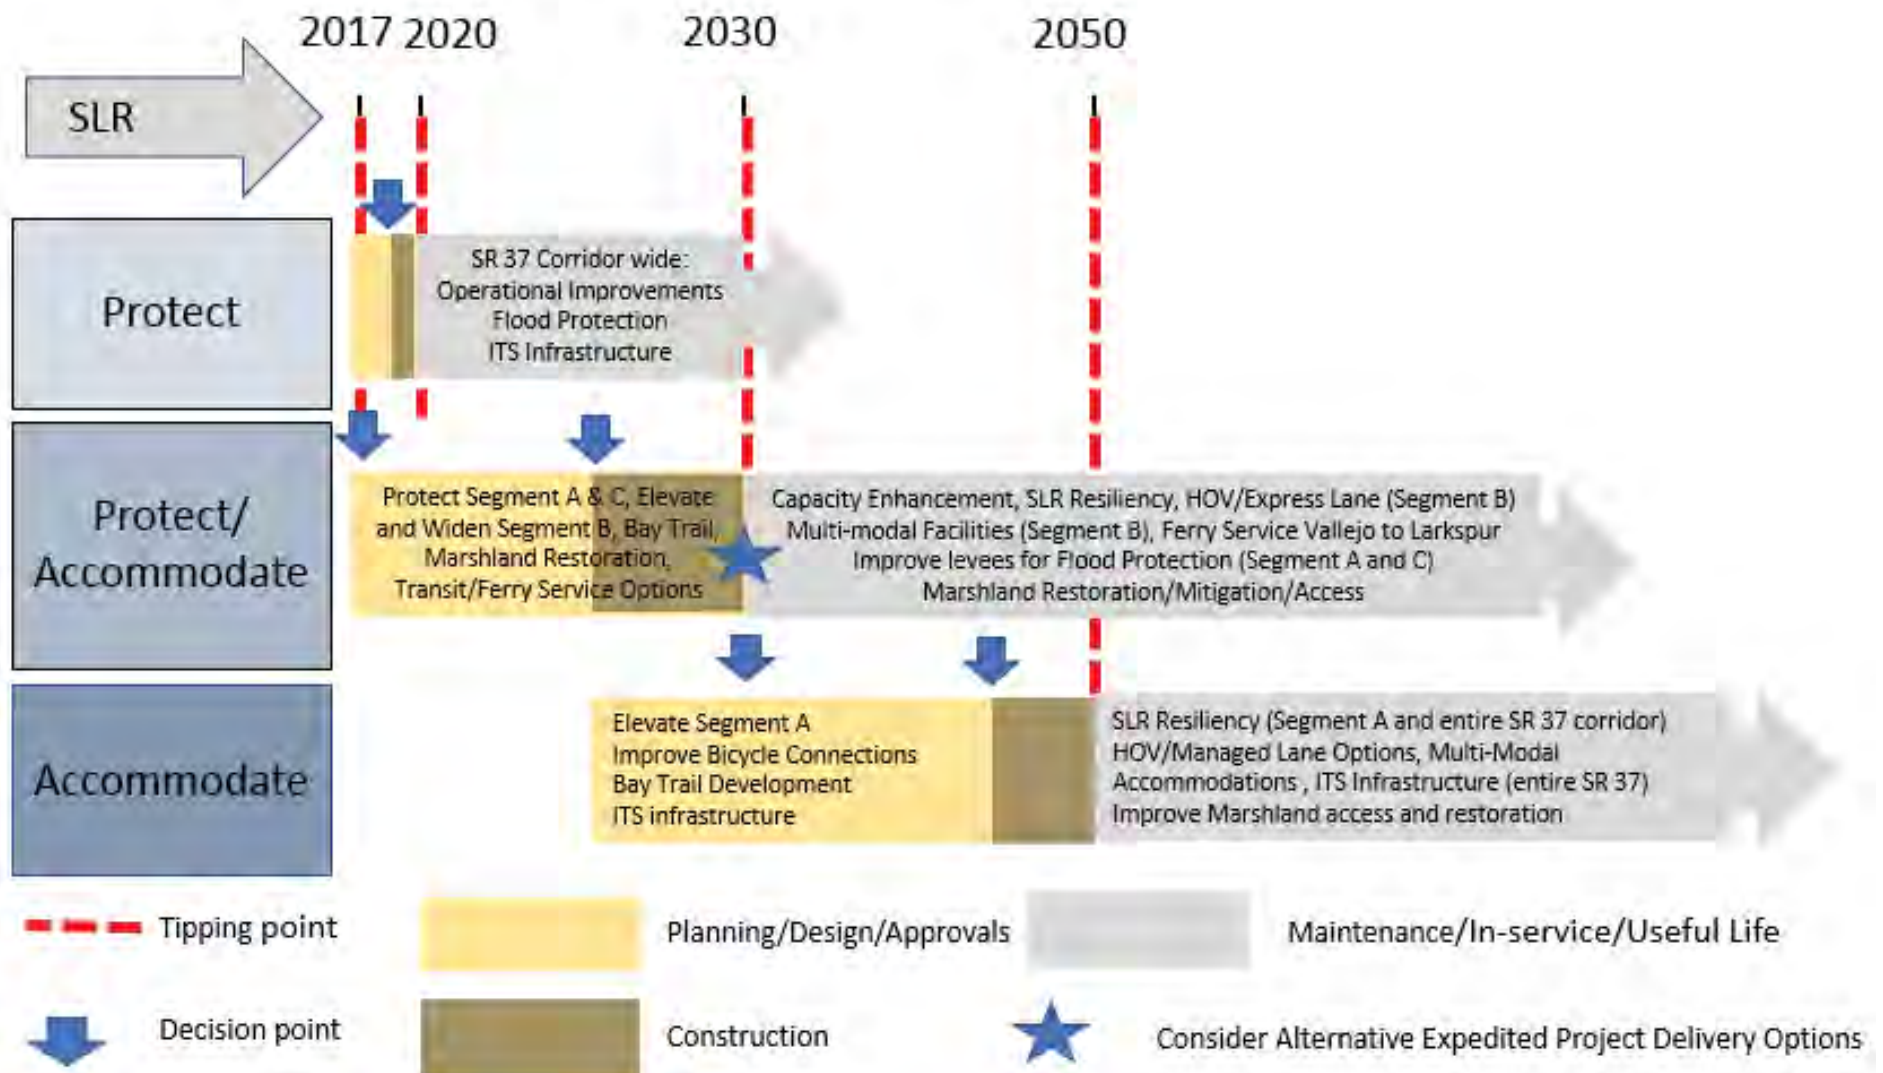 2017 2020 2030 2050
SLR
Protect
SR 37 Corridor wide:
Operational Improvements
Flood Protection
ITS Infrastructure
Protect/
Accommodate
Protect Segment A & C, Elevate
and Widen Segment B, Bay Trail,
Marshland Restoration,
Transit/Ferry Service Options
Capacity Enhancement, SLR Resiliency, HOV/Express Lane (Segment B)
Multi-modal Facilities (Segment B), Ferry Service Vallejo to Larkspur
Improve levees for Flood Protection (Segment A and C)
Marshland Restoration/Mitigation/Access
Accommodate
Elevate Segment A
Improve Bicycle Connections
Bay Trail Development
ITS infrastructure
SLR Resiliency (Segment A and entire SR 37 corridor)
HOV/Managed Lane Options, Multi-Modal
Accommodations , ITS Infrastructure (entire SR 37)
Improve Marshland access and restoration
Tipping point
Planning/Design/Approvals
Maintenance/In-service/Useful Life
Decision point
Construction
Consider Alternative Expedited Project Delivery Options